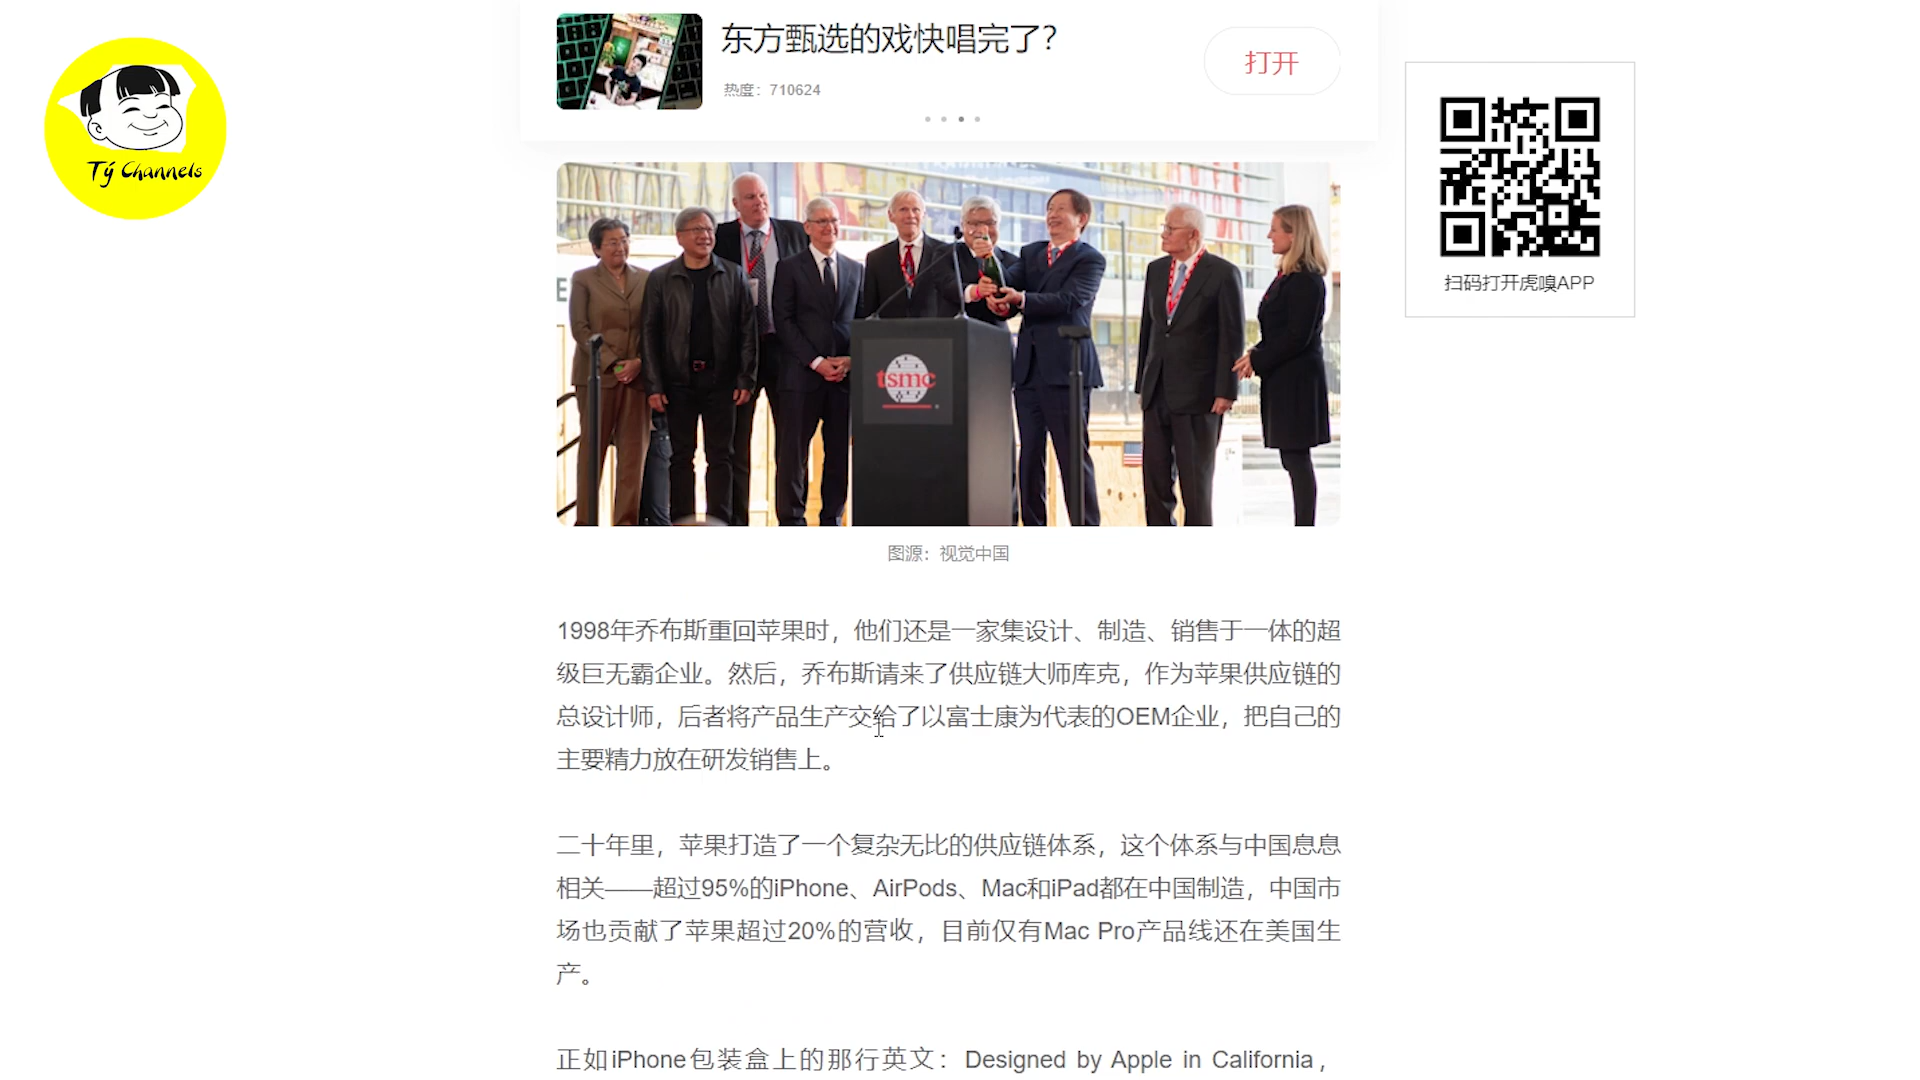 Tý Channels
东方甄选的戏快唱完了？
热度：710624
打开
扫码打开虎嗅APP
tsmc
图源：视觉中国
1998年乔布斯重回苹果时，他们还是一家集设计、制造、销售于一体的超
级巨无霸企业。然后，乔布斯请来了供应链大师库克，作为苹果供应链的
总设计师，后者将产品生产交给了以富士康为代表的OEM企业，把自己的
主要精力放在研发销售上。
二十年里，苹果打造了一个复杂无比的供应链体系，这个体系与中国息息
相关——超过95%的iPhone、AirPods、Mac和iPad都在中国制造，中国市
场也贡献了苹果超过20%的营收，目前仅有Mac Pro产品线还在美国生
产。
正如iPhone包装盒上的那行英文：Designed by Apple in California，